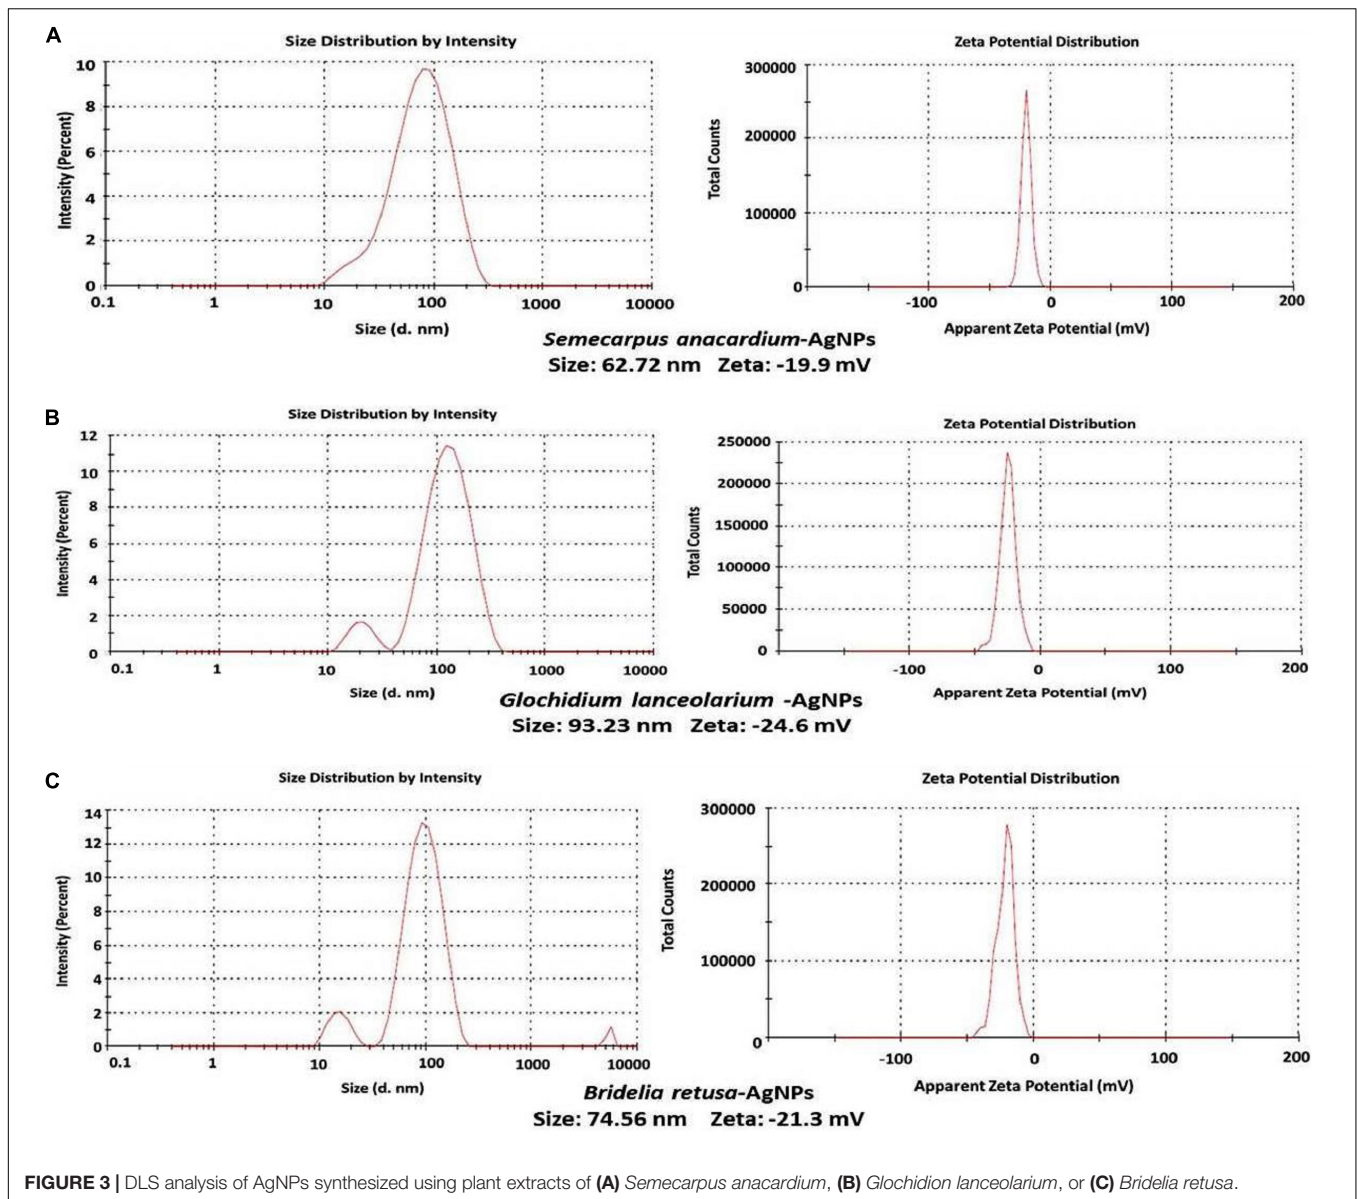 A
Size Distribution by Intensity
Intensity (Percent)
10
8
6
4
2
0
0.1 1 10 100 1000 10000
Size (d. nm)
Zeta Potential Distribution
Total Counts
300000
200000
100000
0
-100 0 100 200
Apparent Zeta Potential (mV)
Semecarpus anacardium-AgNPs
Size: 62.72 nm Zeta: -19.9 mV
B
Size Distribution by Intensity
Intensity (Percent)
12
10
8
6
4
2
0
0.1 1 10 100 1000 10000
Size (d. nm)
Zeta Potential Distribution
Total Counts
250000
200000
150000
100000
50000
0
-100 0 100 200
Apparent Zeta Potential (mV)
Glochidium lanceolarium -AgNPs
Size: 93.23 nm Zeta: -24.6 mV
C
Size Distribution by Intensity
Intensity (Percent)
14
12
10
8
6
4
2
0
0.1 1 10 100 1000 10000
Size (d. nm)
Zeta Potential Distribution
Total Counts
300000
200000
100000
0
-100 0 100 200
Apparent Zeta Potential (mV)
Bridelia retusa-AgNPs
Size: 74.56 nm Zeta: -21.3 mV
FIGURE 3 | DLS analysis of AgNPs synthesized using plant extracts of (A) Semecarpus anacardium, (B) Glochidion lanceolarium, or (C) Bridelia retusa.